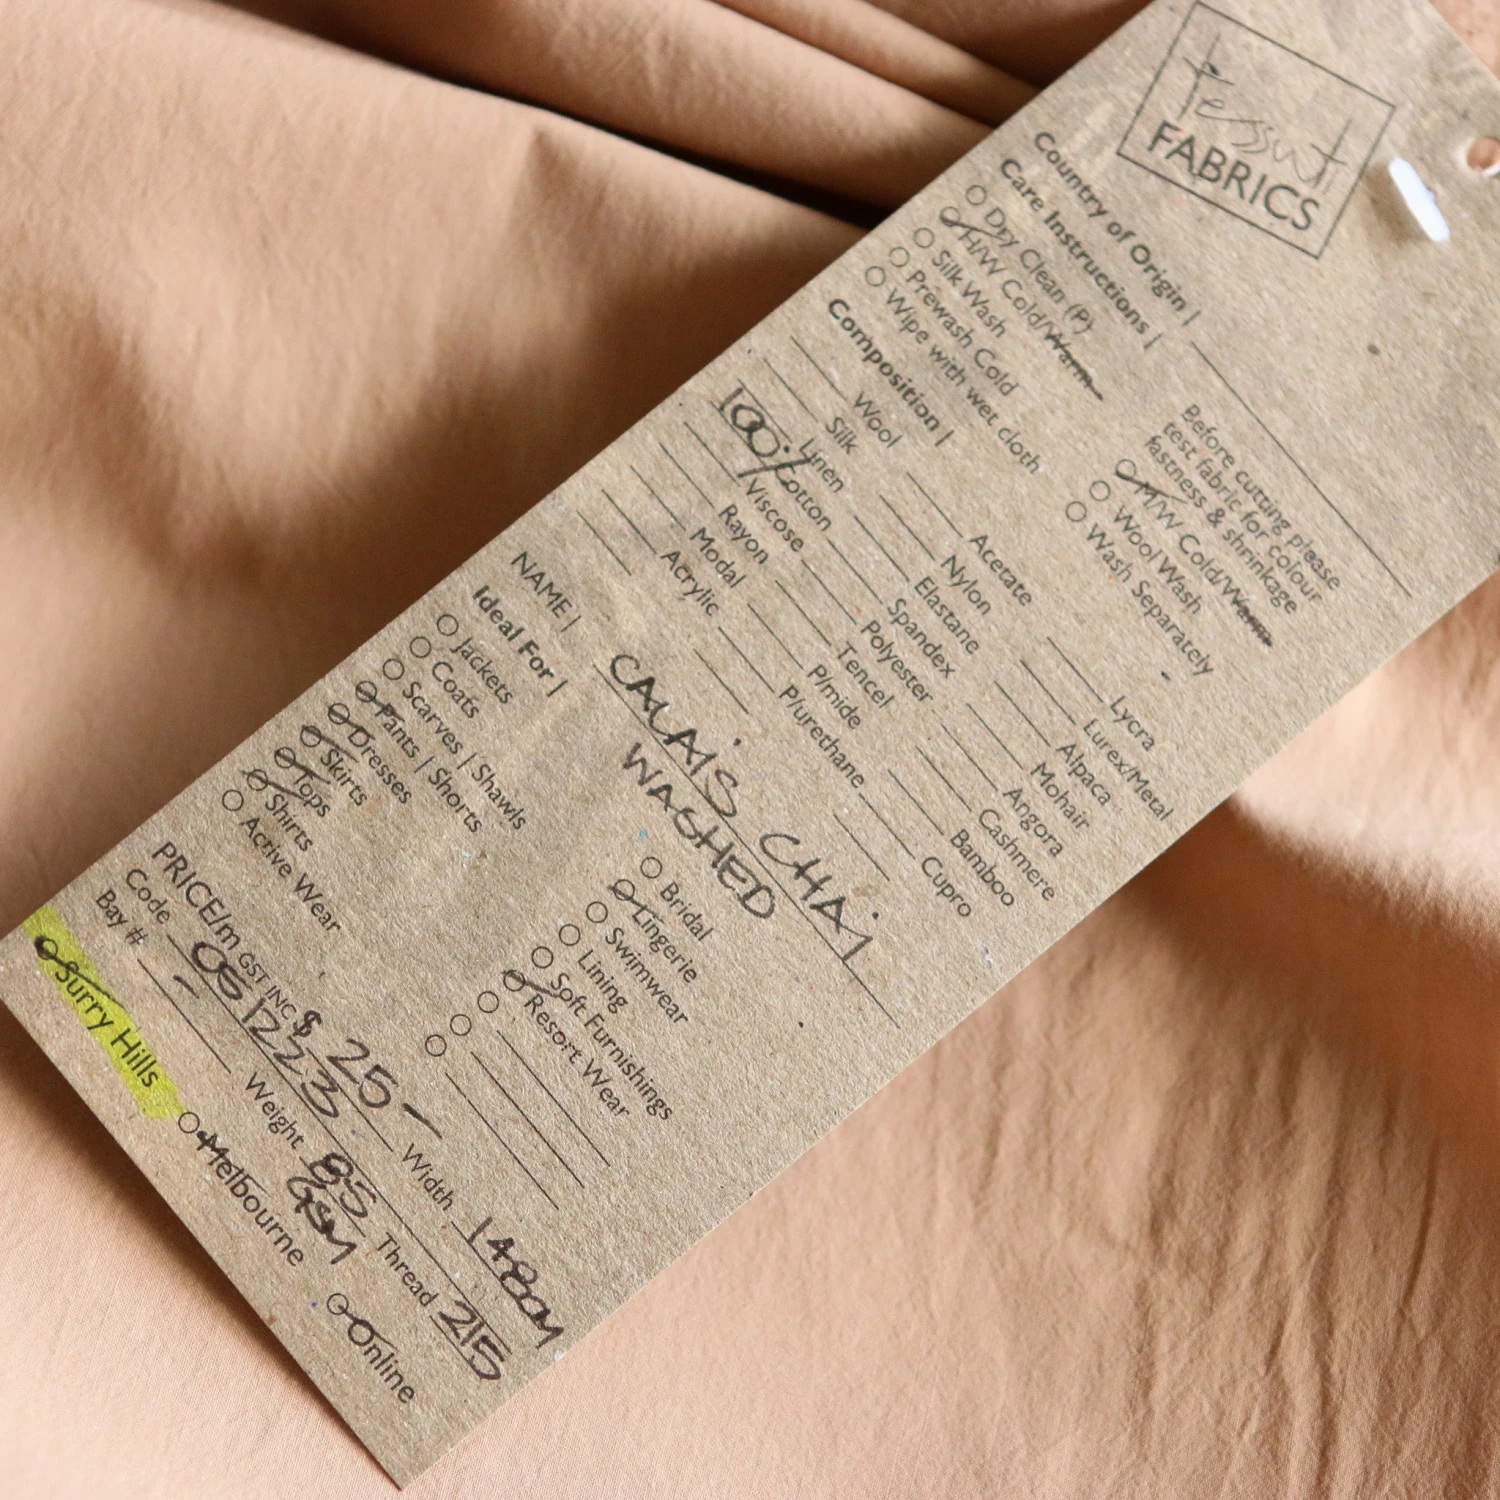 Tessuti
FABRICS
Country of Origin |
Care Instructions |
Dry Clean (P)
H/W Cold/Warm
Silk Wash
Prewash Cold
Wipe with wet cloth
Before cutting please
test fabric for colour
fastness & shrinkage
M/W Cold/Warm
Wool Wash
Wash Separately
Composition |
Wool
Silk
Linen
100% Cotton
Viscose
Rayon
Modal
Acrylic
Acetate
Nylon
Elastane
Spandex
Polyester
Tencel
P/mide
P/urethane
Lycra
Lurex/Metal
Alpaca
Mohair
Angora
Cashmere
Bamboo
Cupro
NAME | CALAIS CHAI
WASHED
Ideal For |
Jackets
Coats
Scarves | Shawls
Pants | Shorts
Dresses
Skirts
Tops
Shirts
Active Wear
Bridal
Lingerie
Swimwear
Lining
Soft Furnishings
Resort Wear
PRICE/m GST INC $ 25- Width 148CM
Code 051223 Thread 215
Bay # - Weight 85
GSM
Surry Hills Melbourne Online